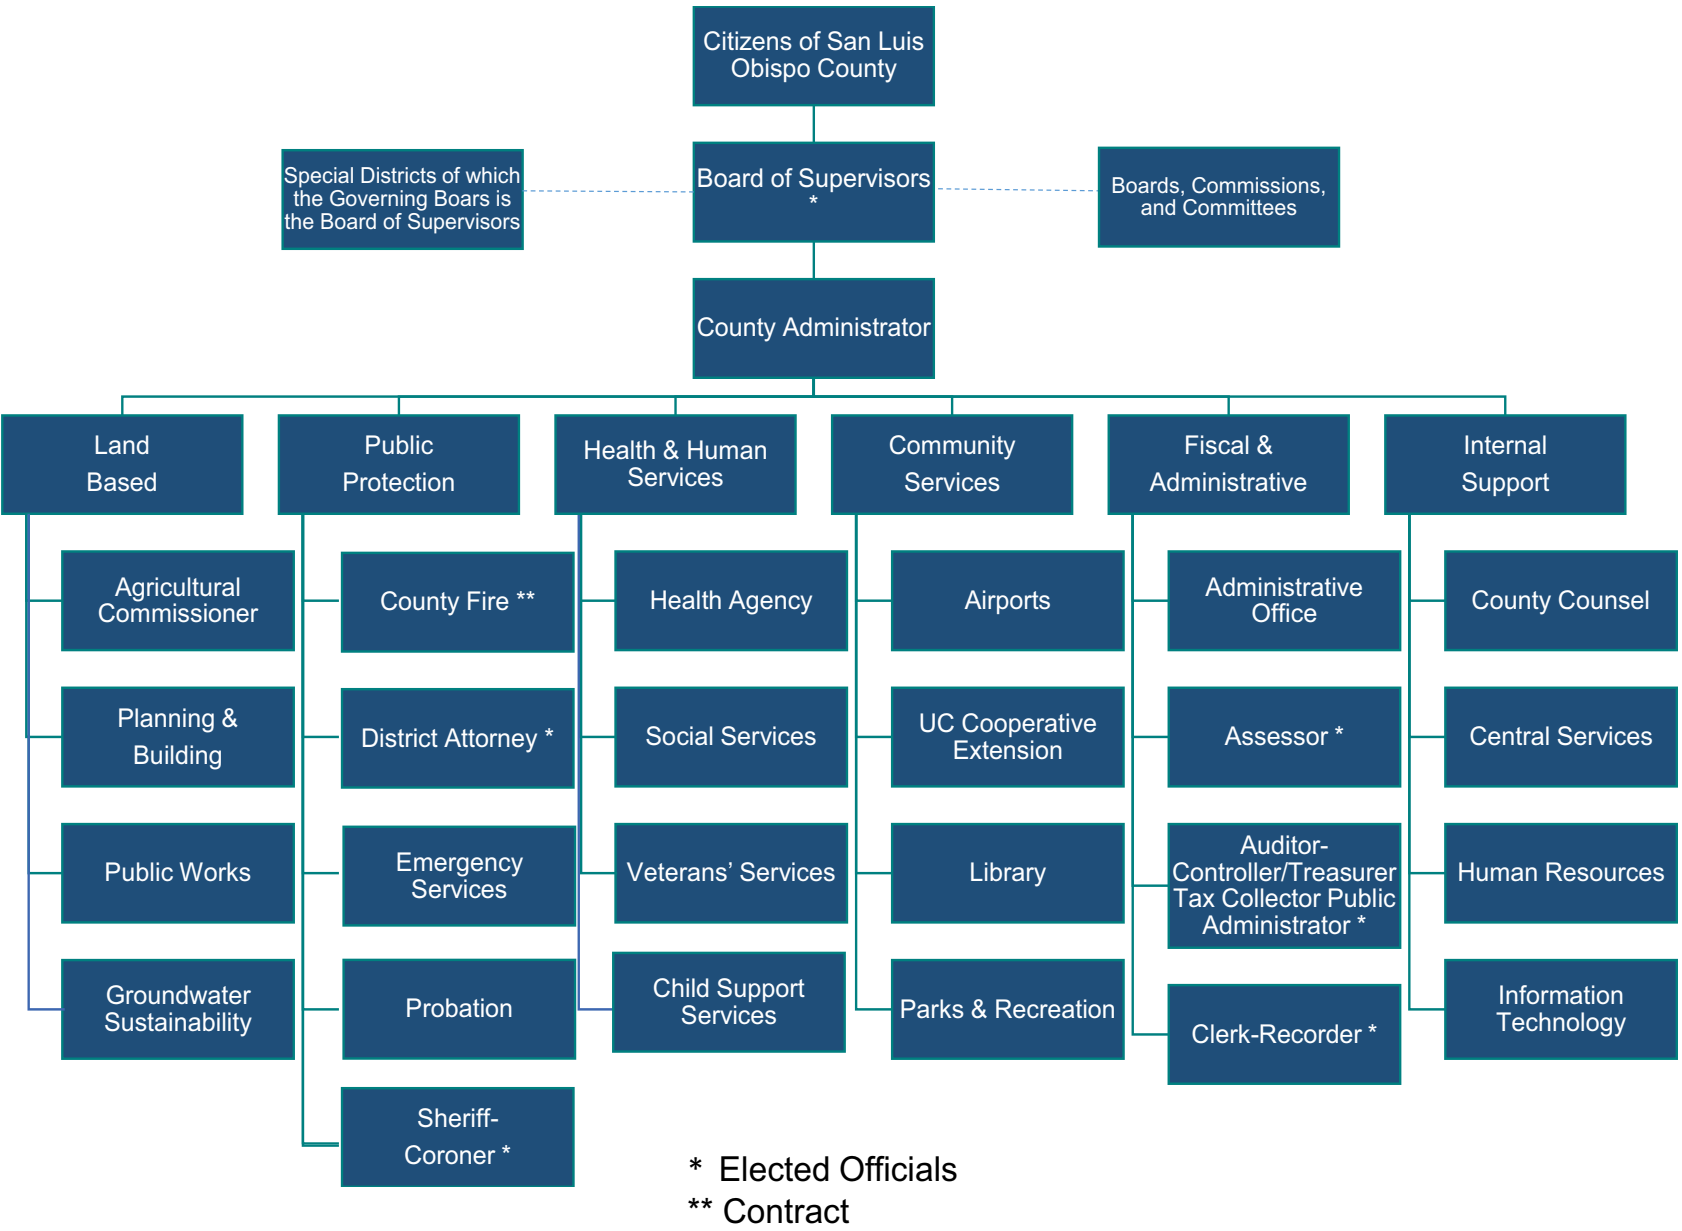 Citizens of San Luis
Obispo County
Special Districts of which
the Governing Boars is
the Board of Supervisors
Board of Supervisors
*
Boards, Commissions,
and Committees
County Administrator
Land
Based
Public
Protection
Health & Human
Services
Community
Services
Fiscal &
Administrative
Internal
Support
Agricultural
Commissioner
County Fire **
Health Agency
Airports
Administrative
Office
County Counsel
Planning &
Building
District Attorney *
Social Services
UC Cooperative
Extension
Assessor *
Central Services
Public Works
Emergency
Services
Veterans’ Services
Library
Auditor-
Controller/Treasurer
Tax Collector Public
Administrator *
Human Resources
Groundwater
Sustainability
Probation
Child Support
Services
Parks & Recreation
Clerk-Recorder *
Information
Technology
Sheriff-
Coroner *
* Elected Officials
** Contract